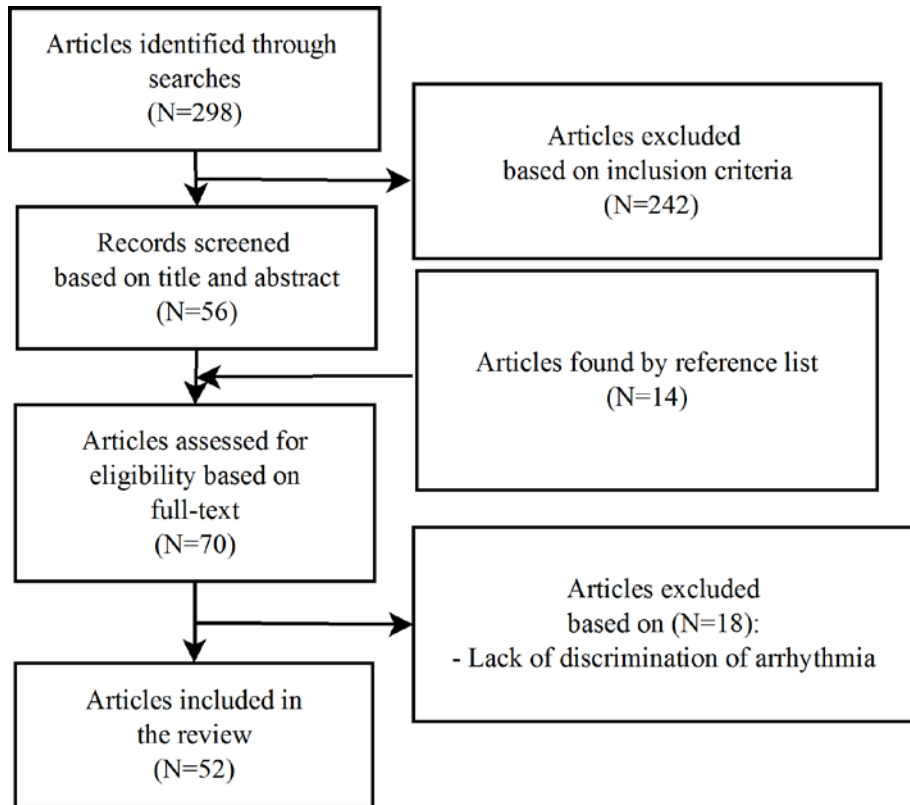 Articles identified through
searches
(N=298)
Articles excluded
based on inclusion criteria
(N=242)
Records screened
based on title and abstract
(N=56)
Articles found by reference list
(N=14)
Articles assessed for
eligibility based on
full-text
(N=70)
Articles excluded
based on (N=18):
- Lack of discrimination of arrhythmia
Articles included in
the review
(N=52)